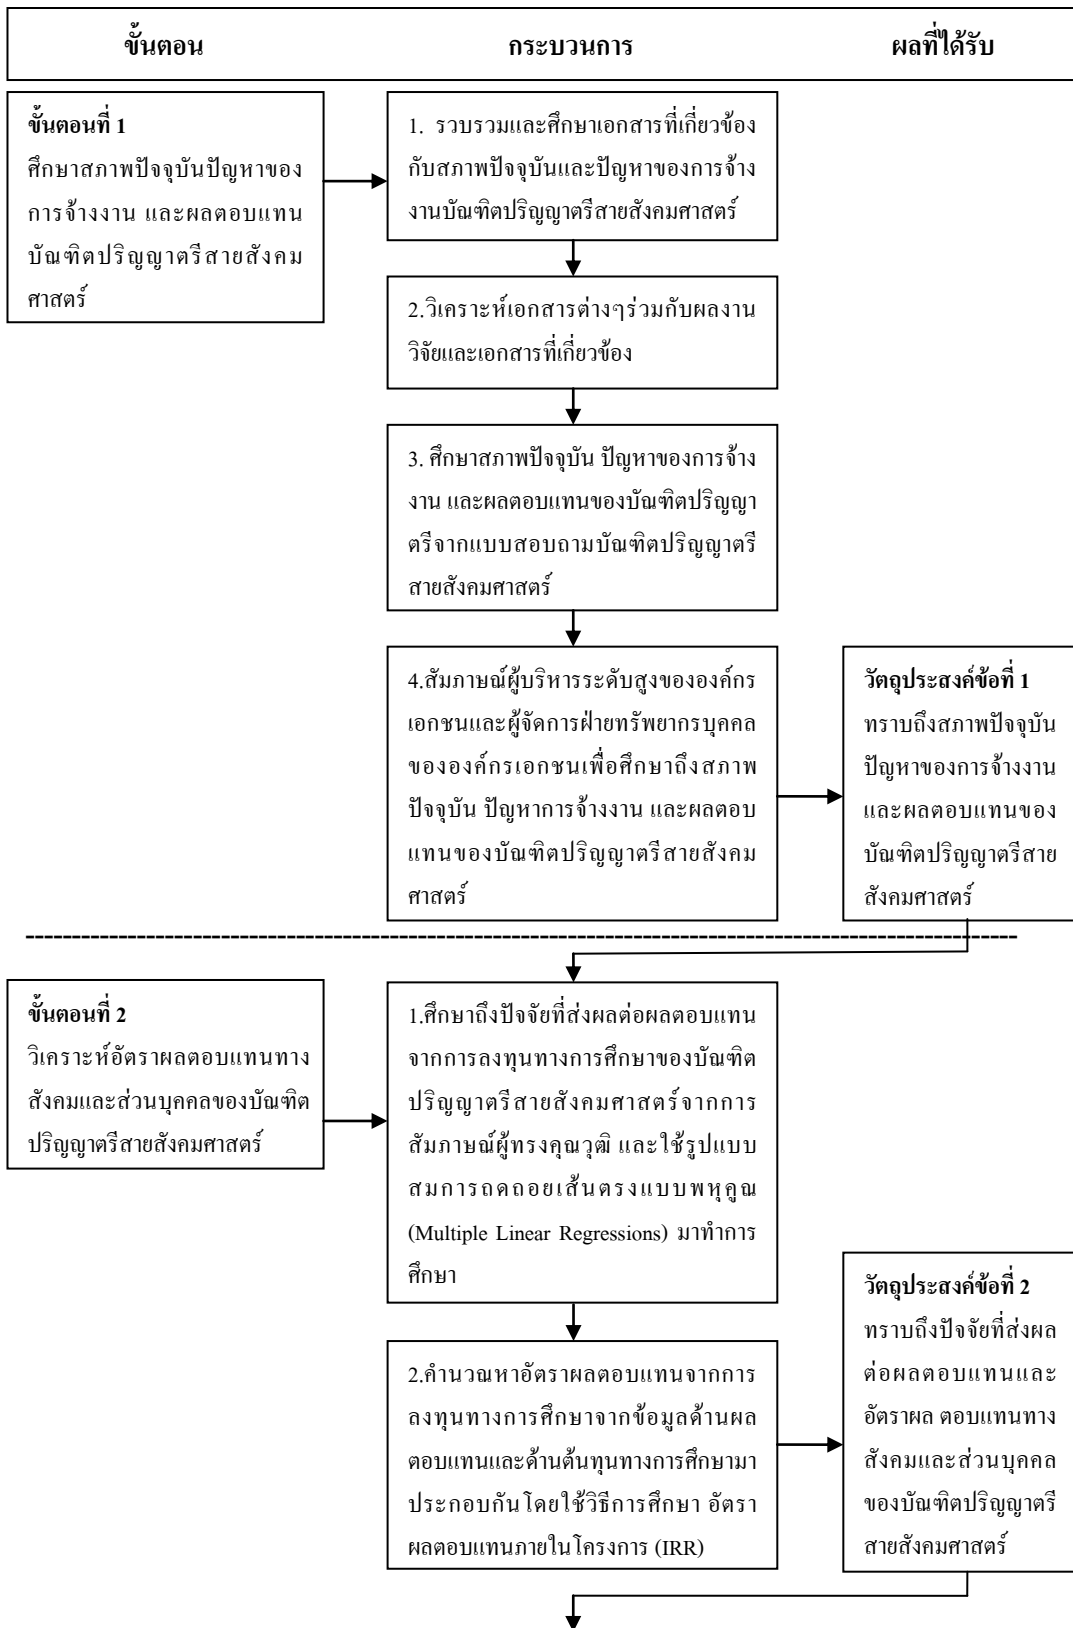 ขั้นตอน กระบวนการ ผลที่ได้รับ
ขั้นตอนที่ 1
ศึกษาสภาพปัจจุบันปัญหาของ
การจ้างงาน และผลตอบแทน
บัณฑิตปริญญาตรีสายสังคม
ศาสตร์
1. รวบรวมและศึกษาเอกสารที่เกี่ยวข้อง
กับสภาพปัจจุบันและปัญหาของการจ้าง
งานบัณฑิตปริญญาตรีสายสังคมศาสตร์
2.วิเคราะห์เอกสารต่างๆร่วมกับผลงาน
วิจัยและเอกสารที่เกี่ยวข้อง
3. ศึกษาสภาพปัจจุบัน ปัญหาของการจ้าง
งาน และผลตอบแทนของบัณฑิตปริญญา
ตรีจากแบบสอบถามบัณฑิตปริญญาตรี
สายสังคมศาสตร์
4.สัมภาษณ์ผู้บริหารระดับสูงขององค์กร
เอกชนและผู้จัดการฝ่ายทรัพยากรบุคคล
ขององค์กรเอกชนเพื่อศึกษาถึงสภาพ
ปัจจุบัน ปัญหาการจ้างงาน และผลตอบ
แทนของบัณฑิตปริญญาตรีสายสังคม
ศาสตร์
วัตถุประสงค์ข้อที่ 1
ทราบถึงสภาพปัจจุบัน
ปัญหาของการจ้างงาน
และผลตอบแทนของ
บัณฑิตปริญญาตรีสาย
สังคมศาสตร์
ขั้นตอนที่ 2
วิเคราะห์อัตราผลตอบแทนทาง
สังคมและส่วนบุคคลของบัณฑิต
ปริญญาตรีสายสังคมศาสตร์
1.ศึกษาถึงปัจจัยที่ส่งผลต่อผลตอบแทน
จากการลงทุนทางการศึกษาของบัณฑิต
ปริญญาตรีสายสังคมศาสตร์จากการ
สัมภาษณ์ผู้ทรงคุณวุฒิ และใช้รูปแบบ
สมการถดถอยเส้นตรงแบบพหุคูณ
(Multiple Linear Regressions) มาทำการ
ศึกษา
2.คำนวณหาอัตราผลตอบแทนจากการ
ลงทุนทางการศึกษาจากข้อมูลด้านผล
ตอบแทนและด้านต้นทุนทางการศึกษามา
ประกอบกันโดยใช้วิธีการศึกษา อัตรา
ผลตอบแทนภายในโครงการ (IRR)
วัตถุประสงค์ข้อที่ 2
ทราบถึงปัจจัยที่ส่งผล
ต่อผลตอบแทนและ
อัตราผล ตอบแทนทาง
สังคมและส่วนบุคคล
ของบัณฑิตปริญญาตรี
สายสังคมศาสตร์